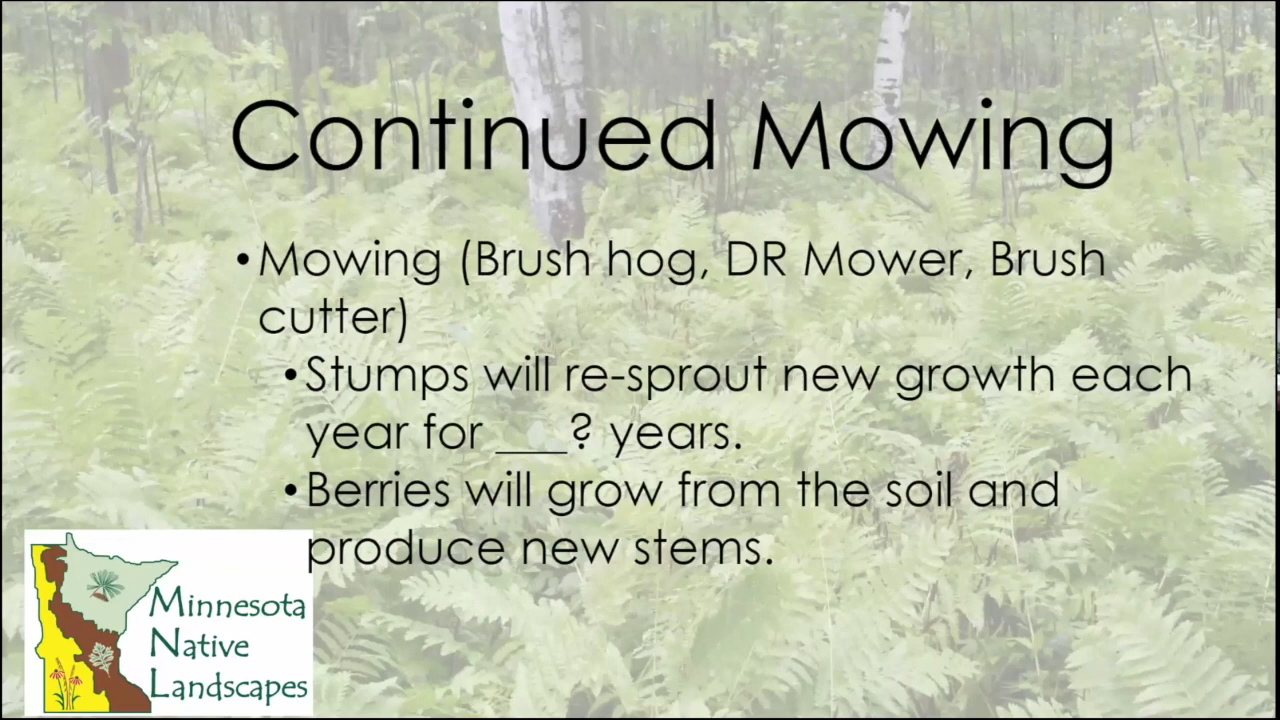 Continued Mowing
•Mowing (Brush hog, DR Mower, Brush
cutter)
•Stumps will re-sprout new growth each
year for ___? years.
•Berries will grow from the soil and
produce new stems.
Minnesota
Native
Landscapes